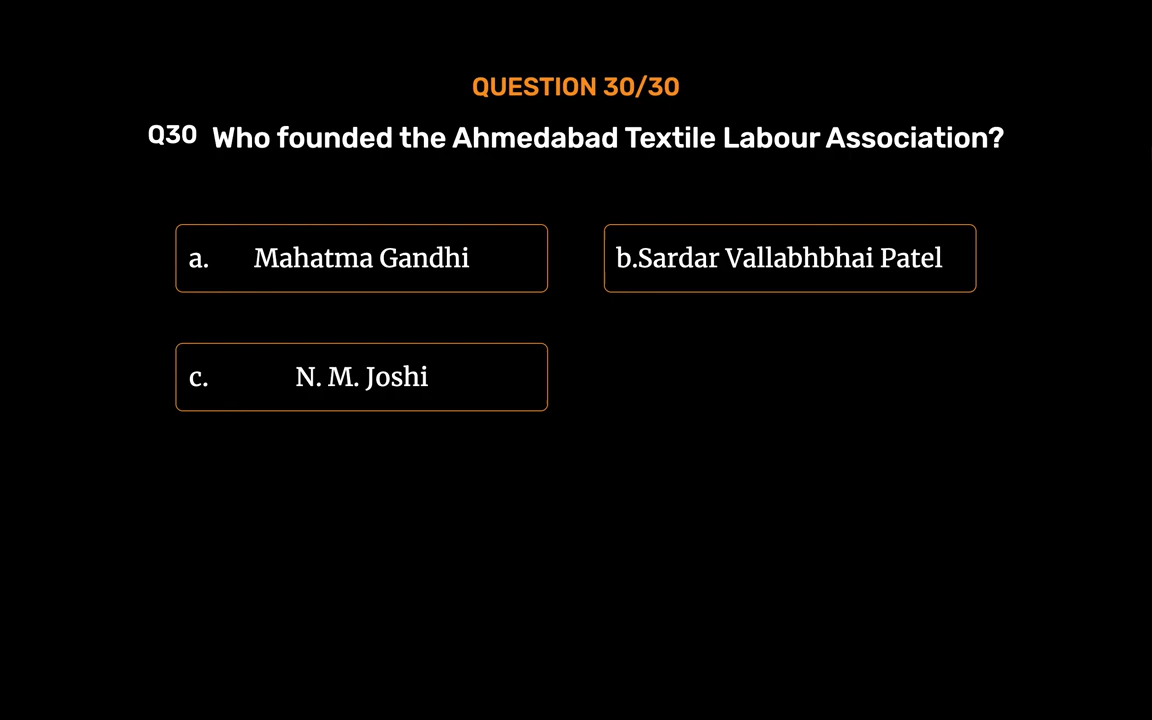 QUESTION 30/30
Q30 Who founded the Ahmedabad Textile Labour Association?
a. Mahatma Gandhi
b.Sardar Vallabhbhai Patel
c. N. M. Joshi